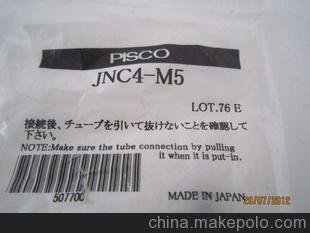 PISCO
JNC4-M5
LOT.76 E
接続後、チューブを引いて抜けないことを確認して
下さい。
NOTE:Make sure the tube connection by pulling
it when it is put-in.
507700
MADE IN JAPAN
29/07/2012
china.makepolo.com